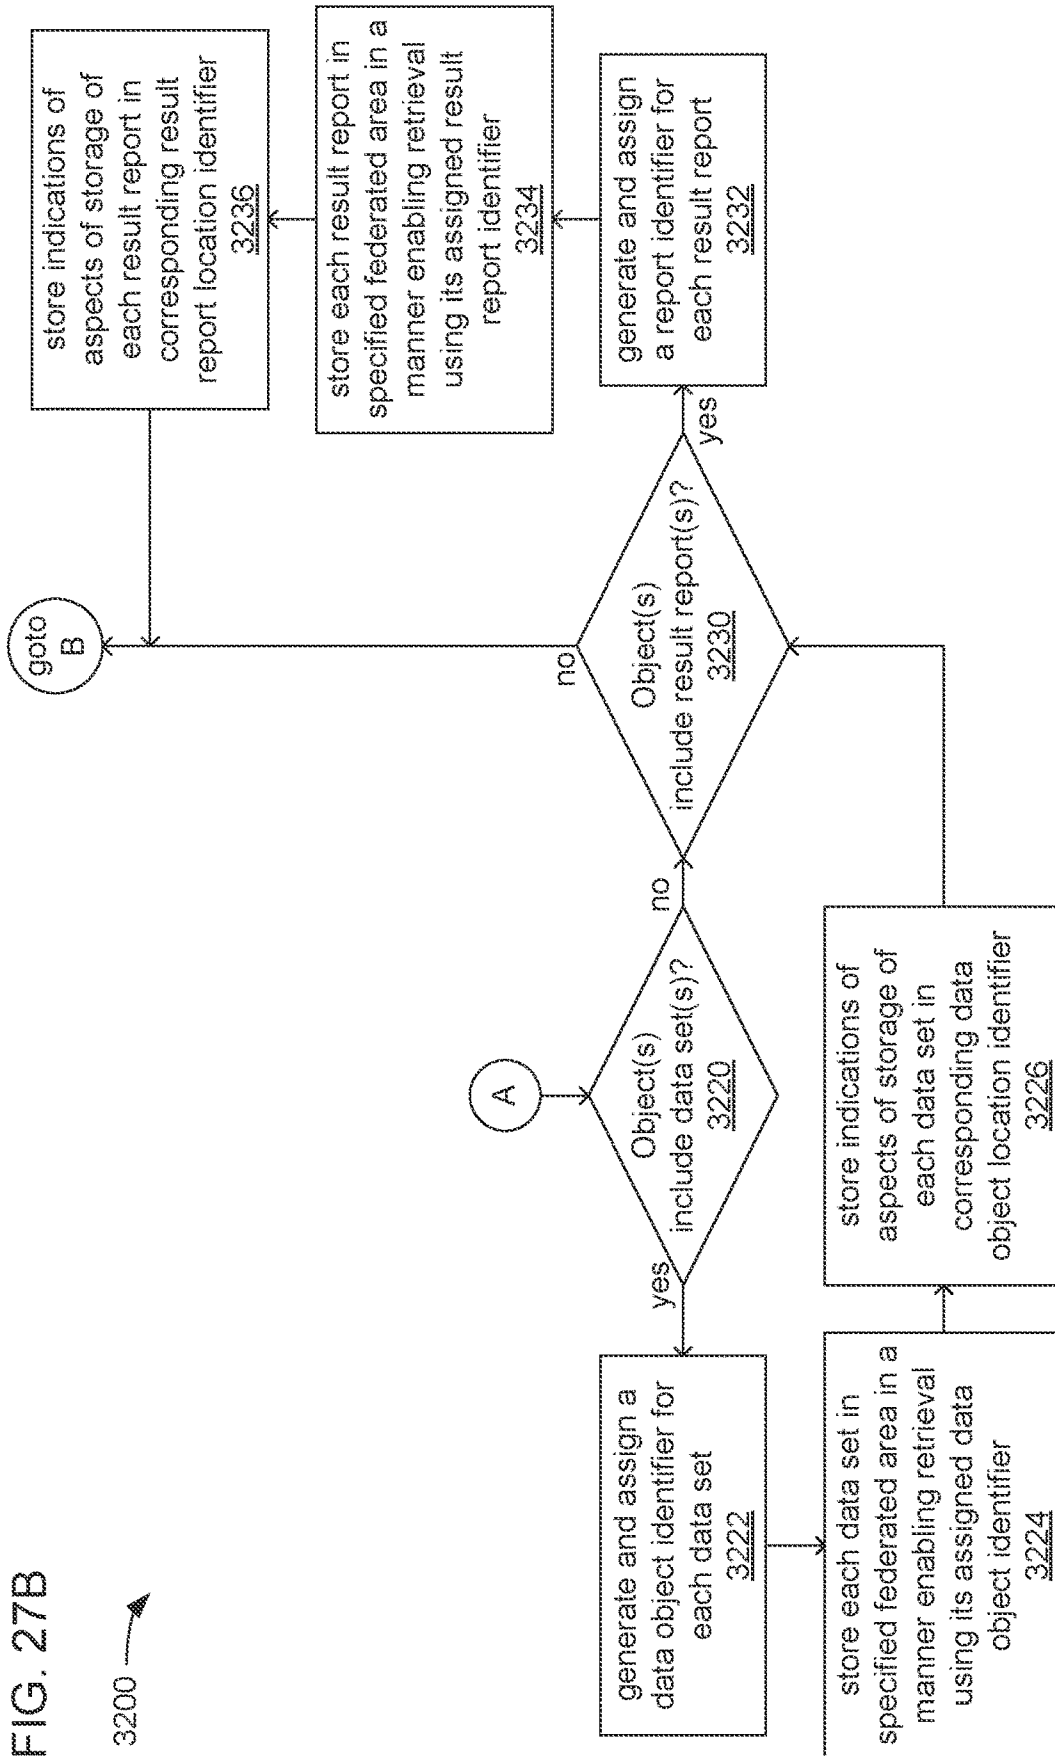 FIG. 27B
3200
A
Object(s)
include data set(s)?
3220
yes
no
generate and assign a
data object identifier for
each data set
3222
store each data set in
specified federated area in a
manner enabling retrieval
using its assigned data
object identifier
3224
store indications of
aspects of storage of
each data set in
corresponding data
object location identifier
3226
Object(s)
include result report(s)?
3230
no
yes
generate and assign
a report identifier for
each result report
3232
store each result report in
specified federated area in a
manner enabling retrieval
using its assigned result
report identifier
3234
store indications of
aspects of storage of
each result report in
corresponding result
report location identifier
3236
goto
B